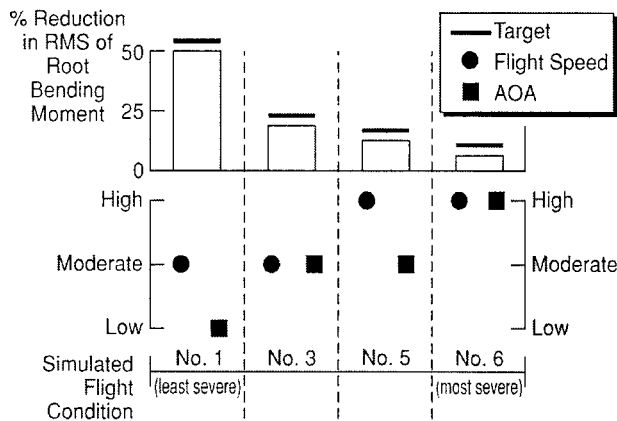 % Reduction
in RMS of
Root
Bending
Moment
50
25
0
Target
Flight Speed
AOA
High
Moderate
Low
High
Moderate
Low
Simulated
Flight
Condition
No. 1
(least severe)
No. 3
No. 5
No. 6
(most severe)